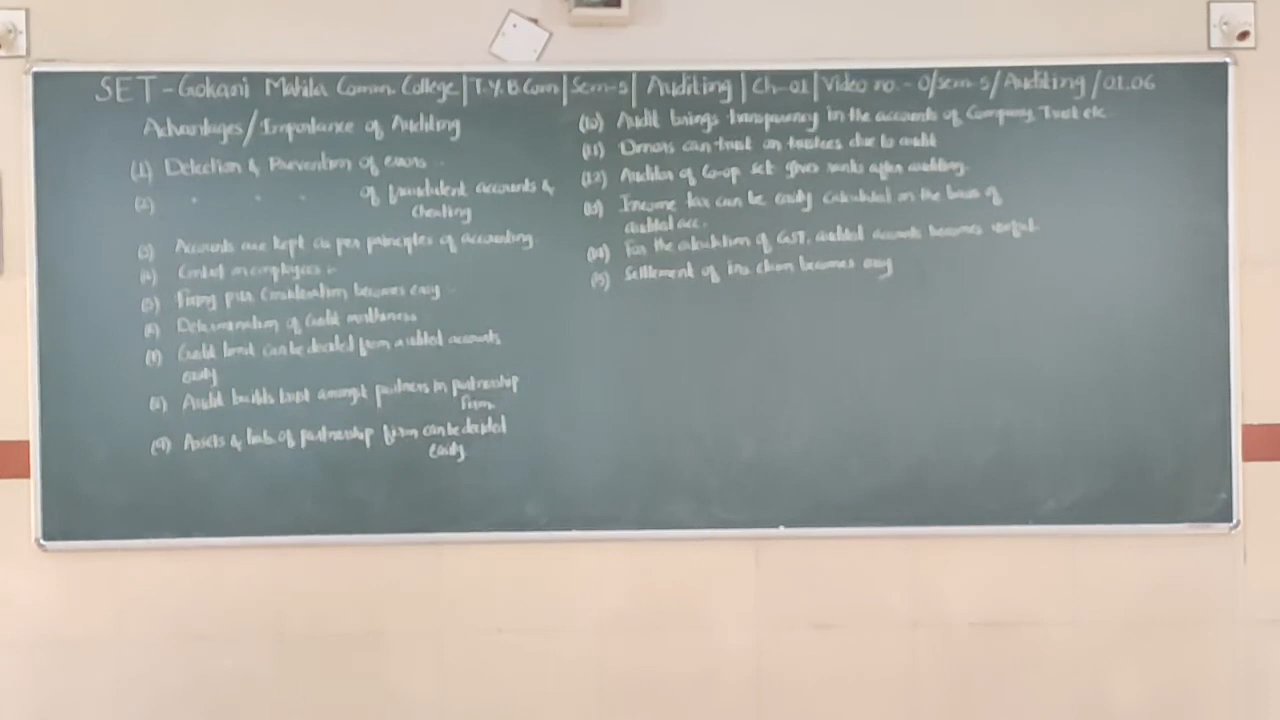 SET-Gokani Mahila Comm. College | T.Y.B Com | Sem-5 | Auditing | Ch-01 | Video no. - 0/sem-5/Auditing/01.06
Advantages/Importance of Auditing
(1) Detection & Prevention of errors
(2) " " " of fraudulent accounts &
cheating
(3) Accounts are kept as per principles of accounting
(4) Control on employees
(5) Fixing pur. Consideration becomes easy
(6) Determination of Credit worthiness
(7) Credit limit can be decided from audited accounts
easily
(8) Audit builds trust amongst partners in partnership
firm.
(9) Assets & liab. of partnership firm can be decided
easily
(10) Audit brings transparency in the accounts of Company, Trust etc
(11) Donors can trust on trustees due to audit
(12) Auditor of Co-op set. gives ranks after auditing.
(13) Income tax can be easily calculated on the basis of
audited acc.
(14) For the calculation of GST, audited accounts becomes useful.
(15) Settlement of ins. claim becomes easy